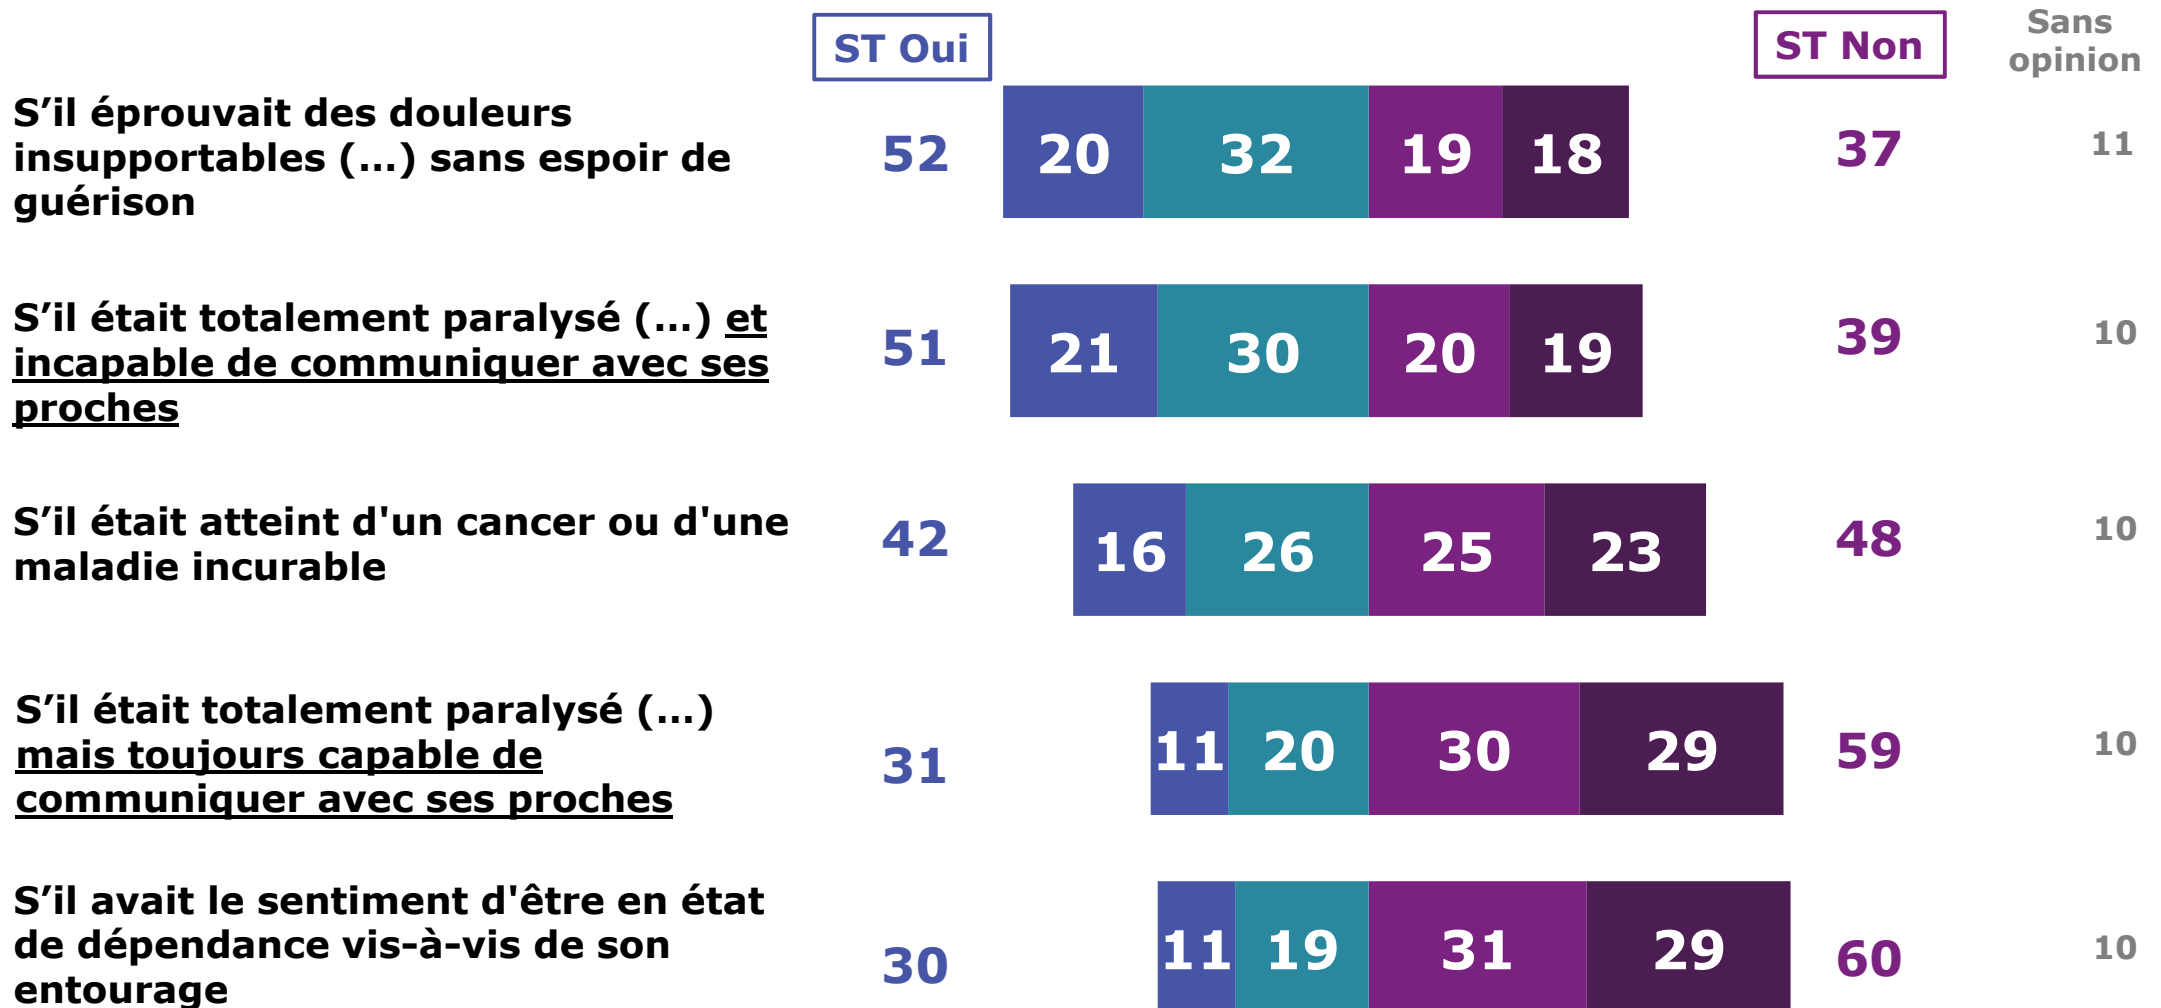 ST Oui
ST Non
Sans
opinion
S’il éprouvait des douleurs
insupportables (…) sans espoir de
guérison
52
20
32
19
18
37
11
S’il était totalement paralysé (…) et
incapable de communiquer avec ses
proches
51
21
30
20
19
39
10
S’il était atteint d'un cancer ou d'une
maladie incurable
42
16
26
25
23
48
10
S’il était totalement paralysé (…)
mais toujours capable de
communiquer avec ses proches
31
11
20
30
29
59
10
S’il avait le sentiment d'être en état
de dépendance vis-à-vis de son
entourage
30
11
19
31
29
60
10